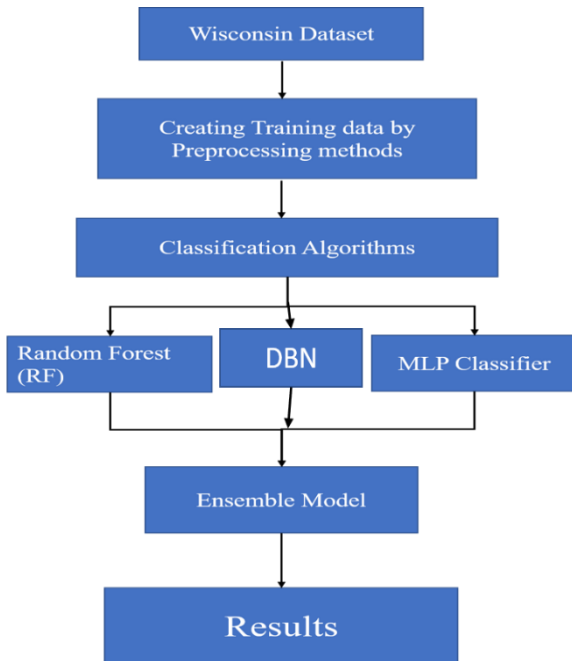 Wisconsin Dataset
Creating Training data by
Preprocessing methods
Classification Algorithms
Random Forest
(RF)
DBN
MLP Classifier
Ensemble Model
Results